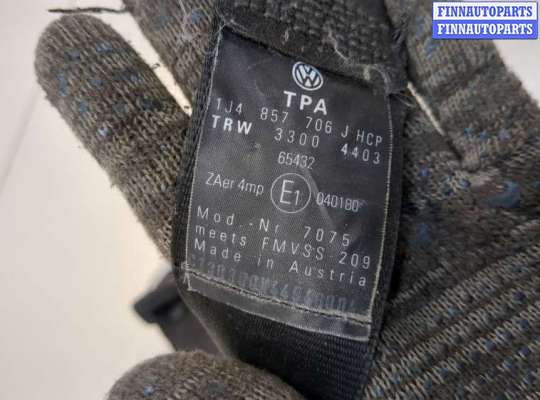 FINNAUTOPARTS
FINNAUTOPARTS
TPA
1J4 857 706 J HCP
TRW 3300 4403
65432
ZAer 4mp E1 040180
Mod.-Nr 7075
meets FMVSS 209
Made in Austria